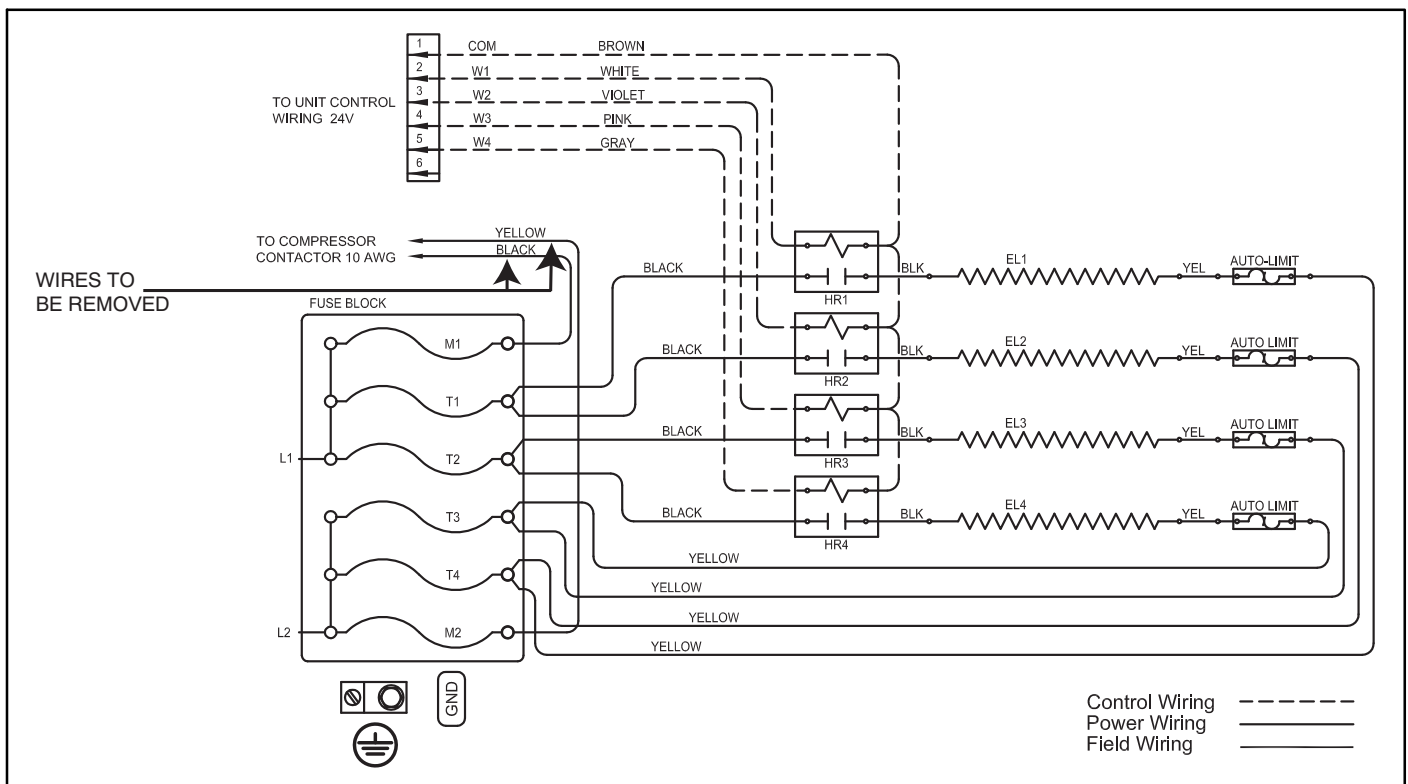 1 COM BROWN
2 W1 WHITE
3 W2 VIOLET
4 W3 PINK
5 W4 GRAY
6
TO UNIT CONTROL
WIRING 24V
TO COMPRESSOR
CONTACTOR 10 AWG
YELLOW
BLACK
WIRES TO
BE REMOVED
FUSE BLOCK
M1
T1
L1 T2
T3
T4
L2 M2
GND
BLACK HR1 BLK EL1 YEL AUTO-LIMIT
BLACK HR2 BLK EL2 YEL AUTO LIMIT
BLACK HR3 BLK EL3 YEL AUTO LIMIT
BLACK HR4 BLK EL4 YEL AUTO LIMIT
YELLOW
YELLOW
YELLOW
YELLOW
Control Wiring
Power Wiring
Field Wiring